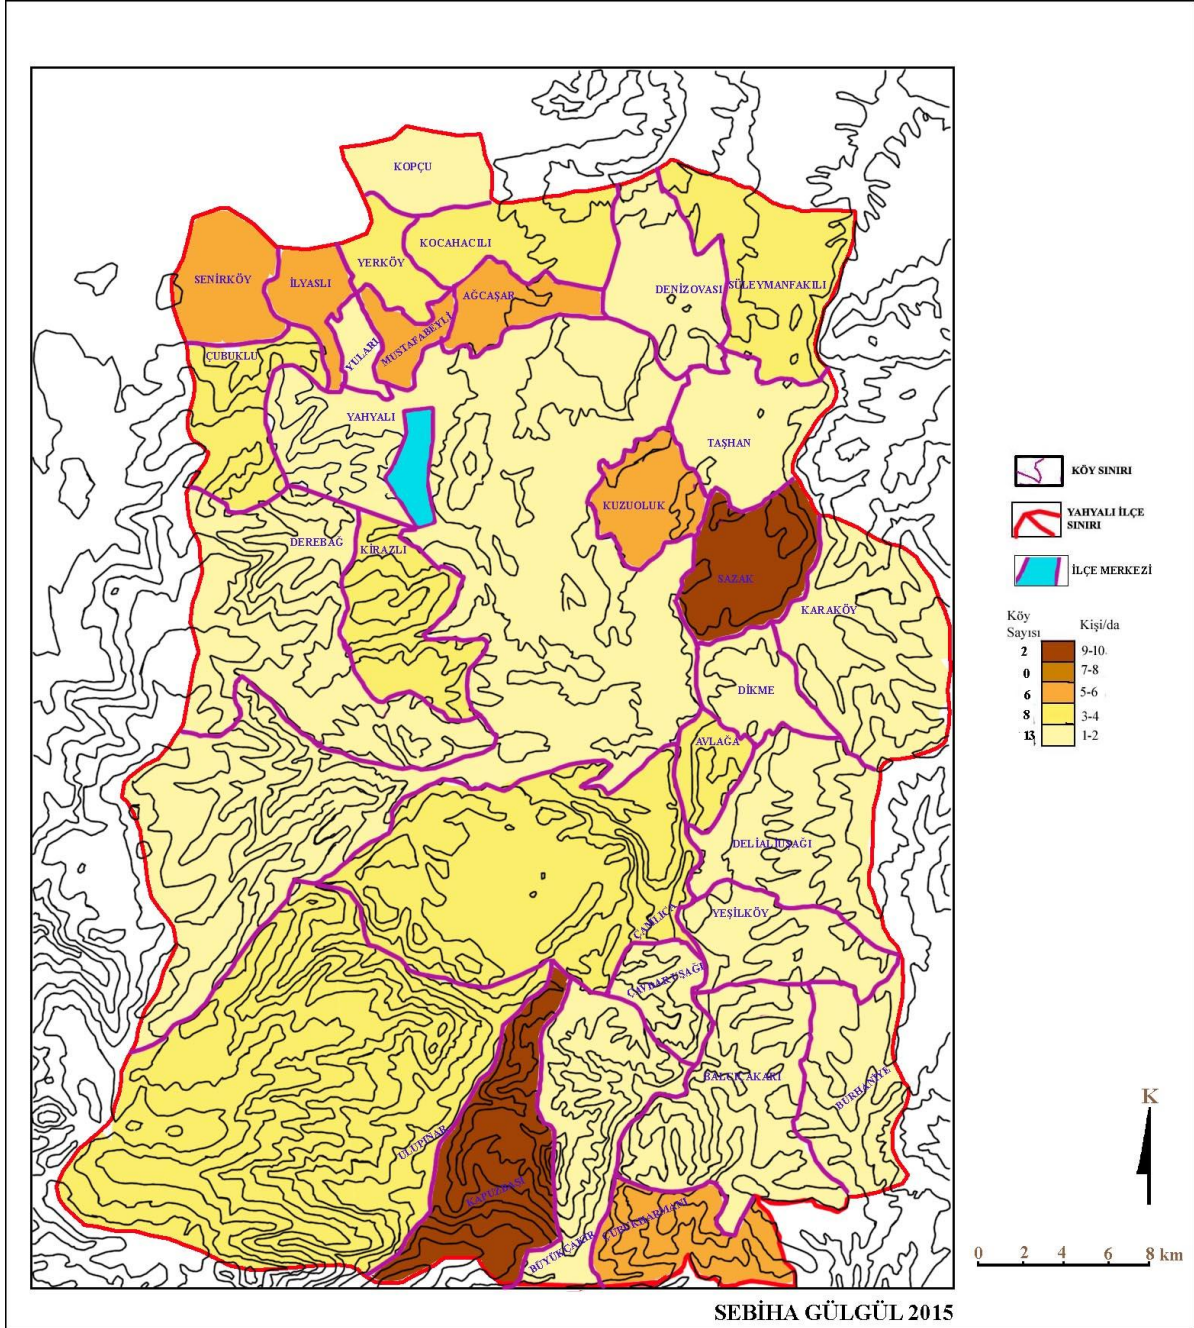 KOPÇU
KOCAHACILI
YERKÖY
SENİRKÖY
İLYASLI
AĞCAŞAR
DENİZOVASI
SÜLEYMANFAKILI
MUSTAFABEYLİ
YULARI
ÇUBUKLU
YAHYALI
TAŞHAN
KUZUOLUK
DEREBAĞ
KİRAZLI
SAZAK
KARAKÖY
DİKME
AVLAĞA
DELİALİUŞAĞI
YEŞİLKÖY
ÇAMLICA
ÇAVDARUŞAĞI
BALCIÇAKARI
BURHANİYE
ULUPINAR
KAPUZBAŞI
ÇUBUKHARMANI
BÜYÜKÇAKIR
KÖY SINIRI
YAHYALI İLÇE
SINIRI
İLÇE MERKEZİ
Köy
Sayısı Kişi/da
2 9-10
0 7-8
6 5-6
8 3-4
13 1-2
K
0 2 4 6 8 km
SEBİHA GÜLGÜL 2015